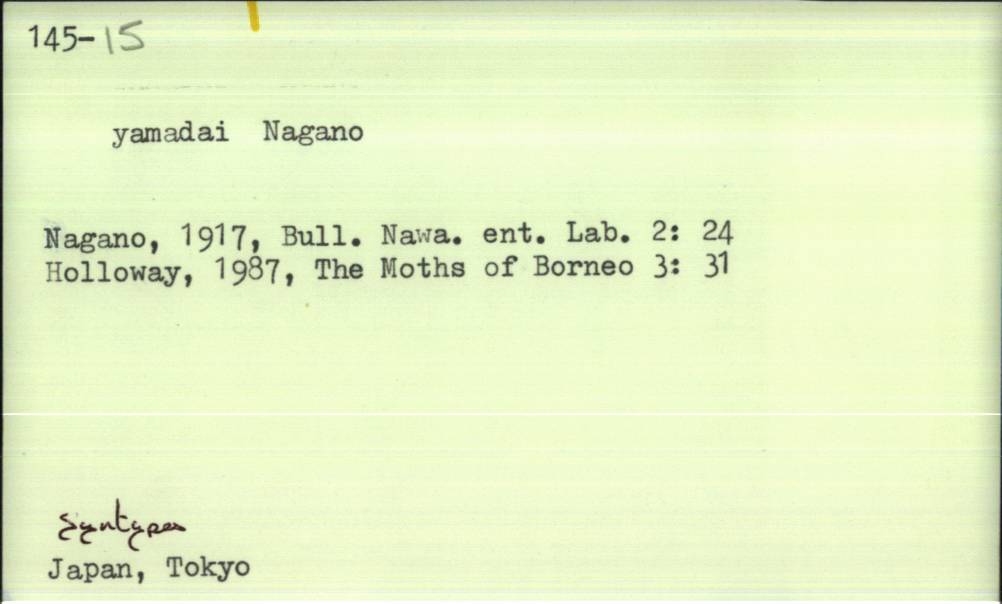 145-15
yamadai Nagano
Nagano, 1917, Bull. Nawa. ent. Lab. 2: 24
Holloway, 1987, The Moths of Borneo 3: 31
Syntypes
Japan, Tokyo